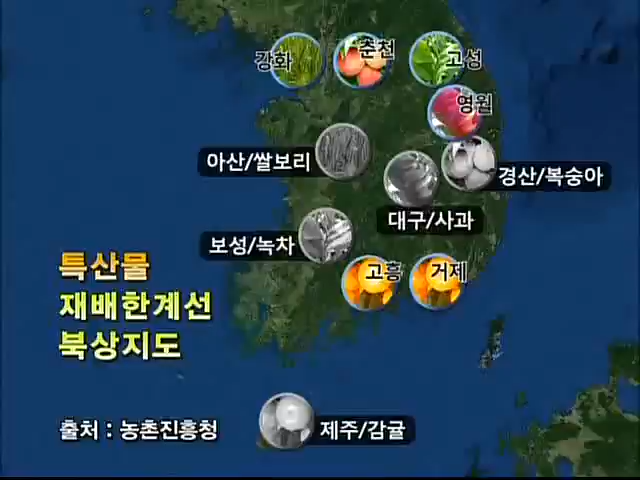 강화
춘천
고성
영월
아산/쌀보리
경산/복숭아
대구/사과
보성/녹차
고흥
거제
특산물
재배한계선
북상지도
출처 : 농촌진흥청
제주/감귤